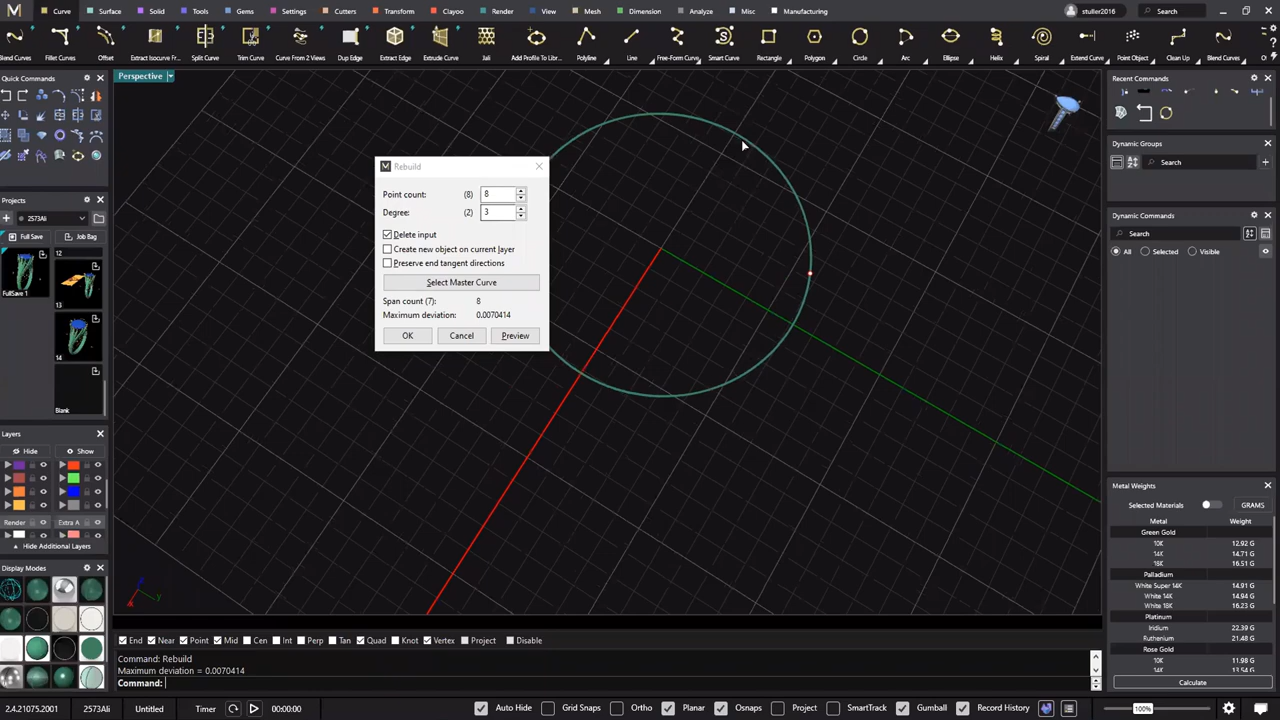 Curve Surface Solid Tools Gems Settings Cutters Transform Clayoo Render View Mesh Dimension Analyze Misc Manufacturing stuller2016 Search
Blend Curves Fillet Curves Offset Extract Isocurve Fr... Split Curve Trim Curve Curve From 2 Views Dup Edge Extract Edge Extrude Curve Jali Add Profile To Libr... Polyline Line Free-Form Curve Smart Curve Rectangle Polygon Circle Arc Ellipse Helix Spiral Extend Curve Point Object Clean Up Blend Curves
Quick Commands
Perspective
Recent Commands
Dynamic Groups
Search
Projects
2573Ali
Full Save Job Bag
FullSave 1
12
13
14
Blank
Rebuild
Point count: (8) 8
Degree: (2) 3
Delete input
Create new object on current layer
Preserve end tangent directions
Select Master Curve
Span count (7): 8
Maximum deviation: 0.0070414
OK Cancel Preview
Dynamic Commands
Search
All Selected Visible
Layers
Hide Show
Render Extra A
Hide Additional Layers
Display Modes
Metal Weights
Selected Materials GRAMS
Metal Weight
Green Gold
10K 12.92 G
14K 14.71 G
18K 16.51 G
Palladium
White Super 14K 14.91 G
White 14K 14.94 G
White 18K 16.23 G
Platinum
Iridium 22.39 G
Ruthenium 21.48 G
Rose Gold
10K 11.98 G
14K 13.54 G
Calculate
x y z
End Near Point Mid Cen Int Perp Tan Quad Knot Vertex Project Disable
Command: Rebuild
Maximum deviation = 0.0070414
Command:
2.4.21075.2001 2573Ali Untitled Timer 00:00:00 Auto Hide Grid Snaps Ortho Planar Osnaps Project SmartTrack Gumball Record History 100%